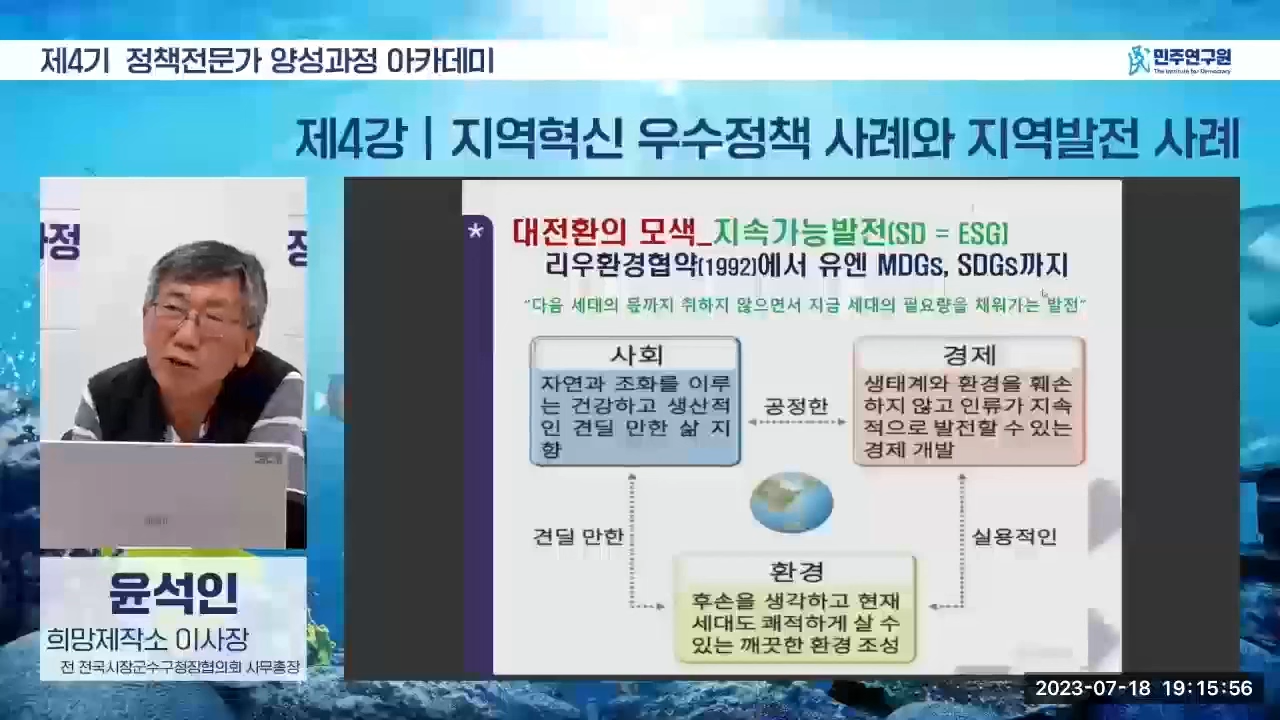 제4기 정책전문가 양성과정 아카데미
민주연구원
The Institute for Democracy
제4강 | 지역혁신 우수정책 사례와 지역발전 사례
정
* 대전환의 모색_지속가능발전(SD = ESG)
리우환경협약(1992)에서 유엔 MDGs, SDGs까지
“다음 세대의 몫까지 취하지 않으면서 지금 세대의 필요량을 채워가는 발전”
사회
자연과 조화를 이루
는 건강하고 생산적
인 견딜 만한 삶 지
향
공정한
경제
생태계와 환경을 훼손
하지 않고 인류가 지속
적으로 발전할 수 있는
경제 개발
견딜 만한
실용적인
환경
후손을 생각하고 현재
세대도 쾌적하게 살 수
있는 깨끗한 환경 조성
윤석인
희망제작소 이사장
전 전국시장군수구청장협의회 사무총장
2023-07-18 19:15:56